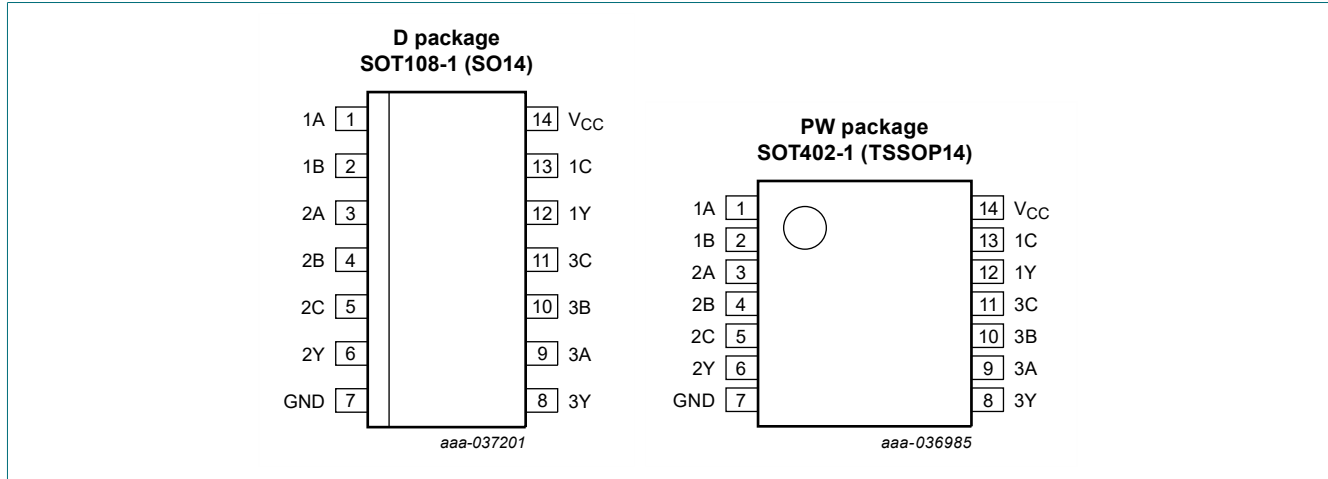 D package
SOT108-1 (SO14)
1A 1 14 VCC
1B 2 13 1C
2A 3 12 1Y
2B 4 11 3C
2C 5 10 3B
2Y 6 9 3A
GND 7 8 3Y
aaa-037201
PW package
SOT402-1 (TSSOP14)
1A 1 14 VCC
1B 2 13 1C
2A 3 12 1Y
2B 4 11 3C
2C 5 10 3B
2Y 6 9 3A
GND 7 8 3Y
aaa-036985